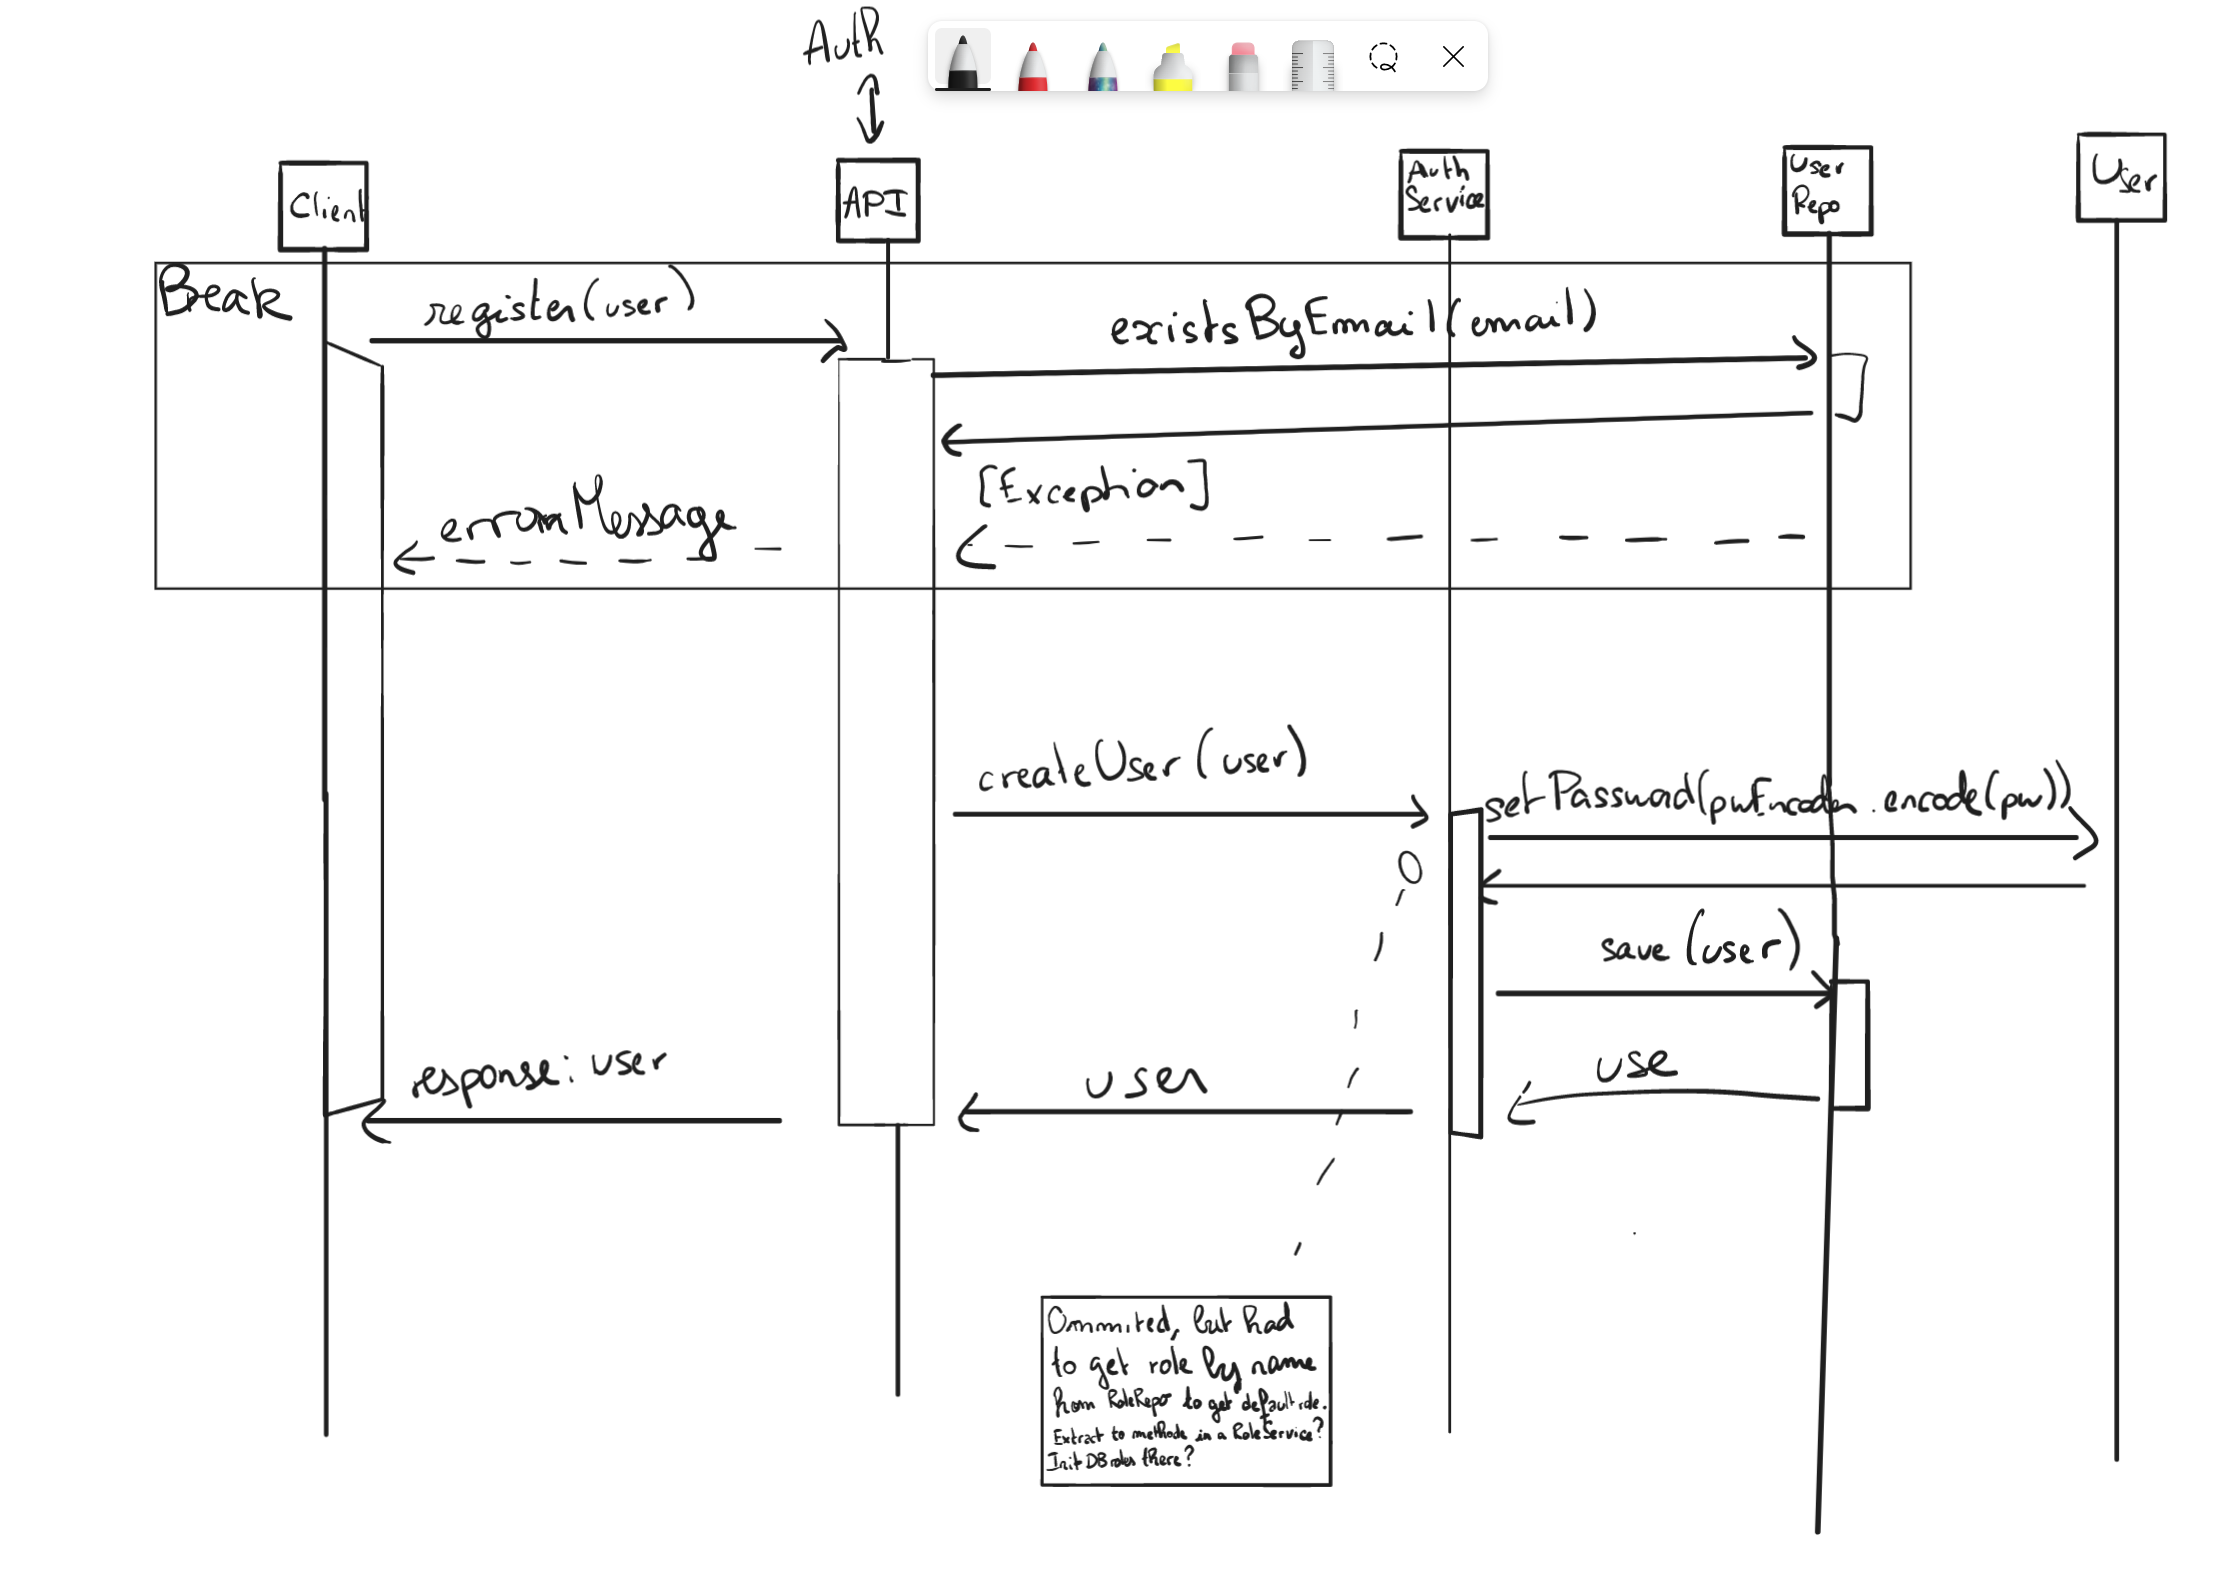 Auth
Client
API
Auth
Service
User
Repo
User
Beak
register(user)
existsByEmail(email)
[Exception]
errorMessage
createUser(user)
setPassword(pwEncoder.encode(pw))
save(user)
use
user
response: user
Ommited, but had
to get role by name
from RoleRepo to get default role.
Extract to methode in a RoleService?
Init DB roles there?